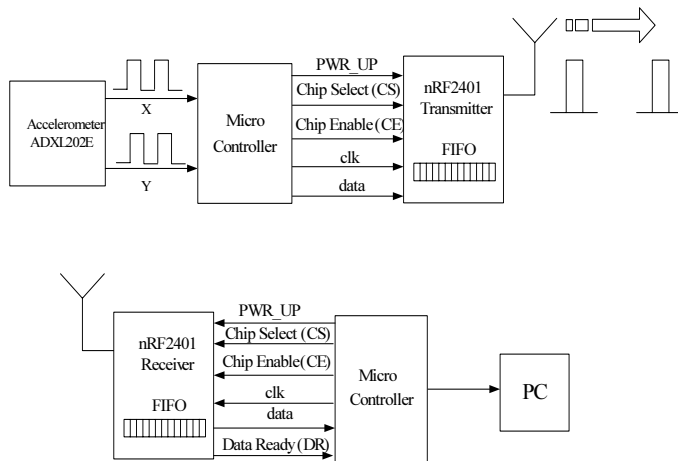 PWR_UP
Chip Select (CS)
Chip Enable (CE)
clk
data
X
Y
Accelerometer
ADXL202E
Micro
Controller
nRF2401
Transmitter
FIFO
PWR_UP
Chip Select (CS)
Chip Enable(CE)
clk
data
Data Ready (DR)
nRF2401
Receiver
FIFO
Micro
Controller
PC